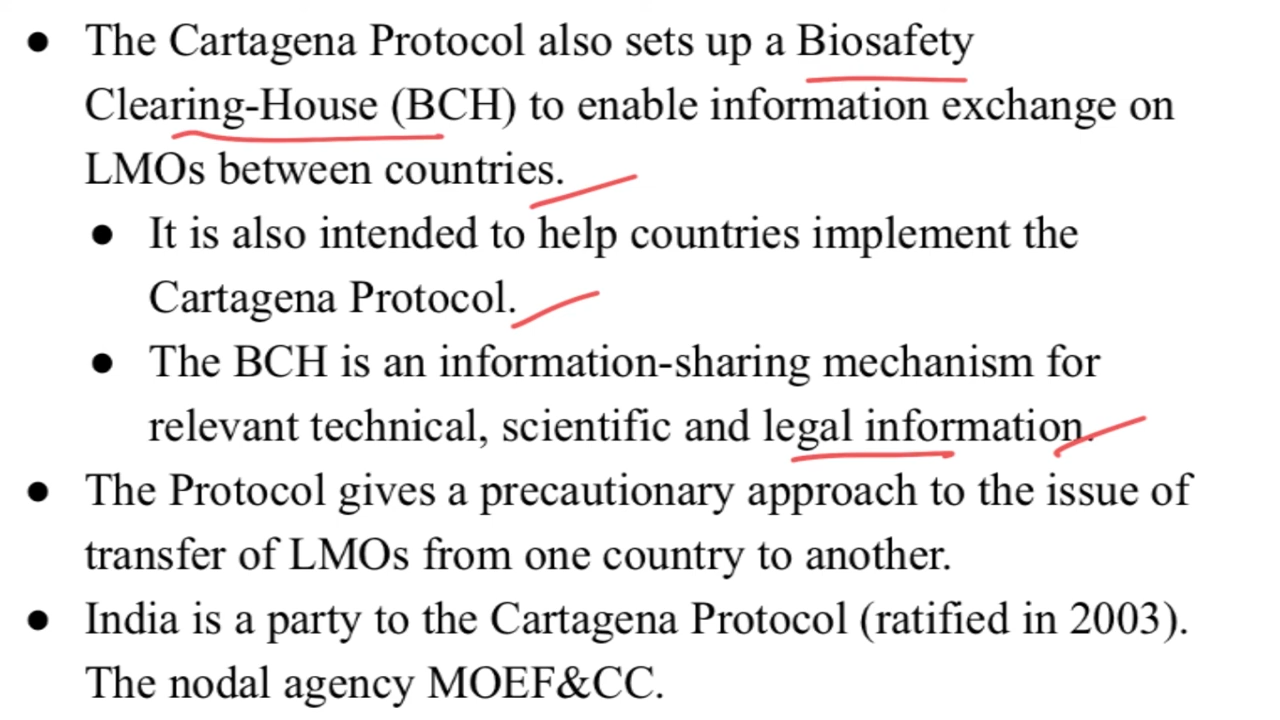 ● The Cartagena Protocol also sets up a Biosafety
Clearing-House (BCH) to enable information exchange on
LMOs between countries.
● It is also intended to help countries implement the
Cartagena Protocol.
● The BCH is an information-sharing mechanism for
relevant technical, scientific and legal information.
● The Protocol gives a precautionary approach to the issue of
transfer of LMOs from one country to another.
● India is a party to the Cartagena Protocol (ratified in 2003).
The nodal agency MOEF&CC.